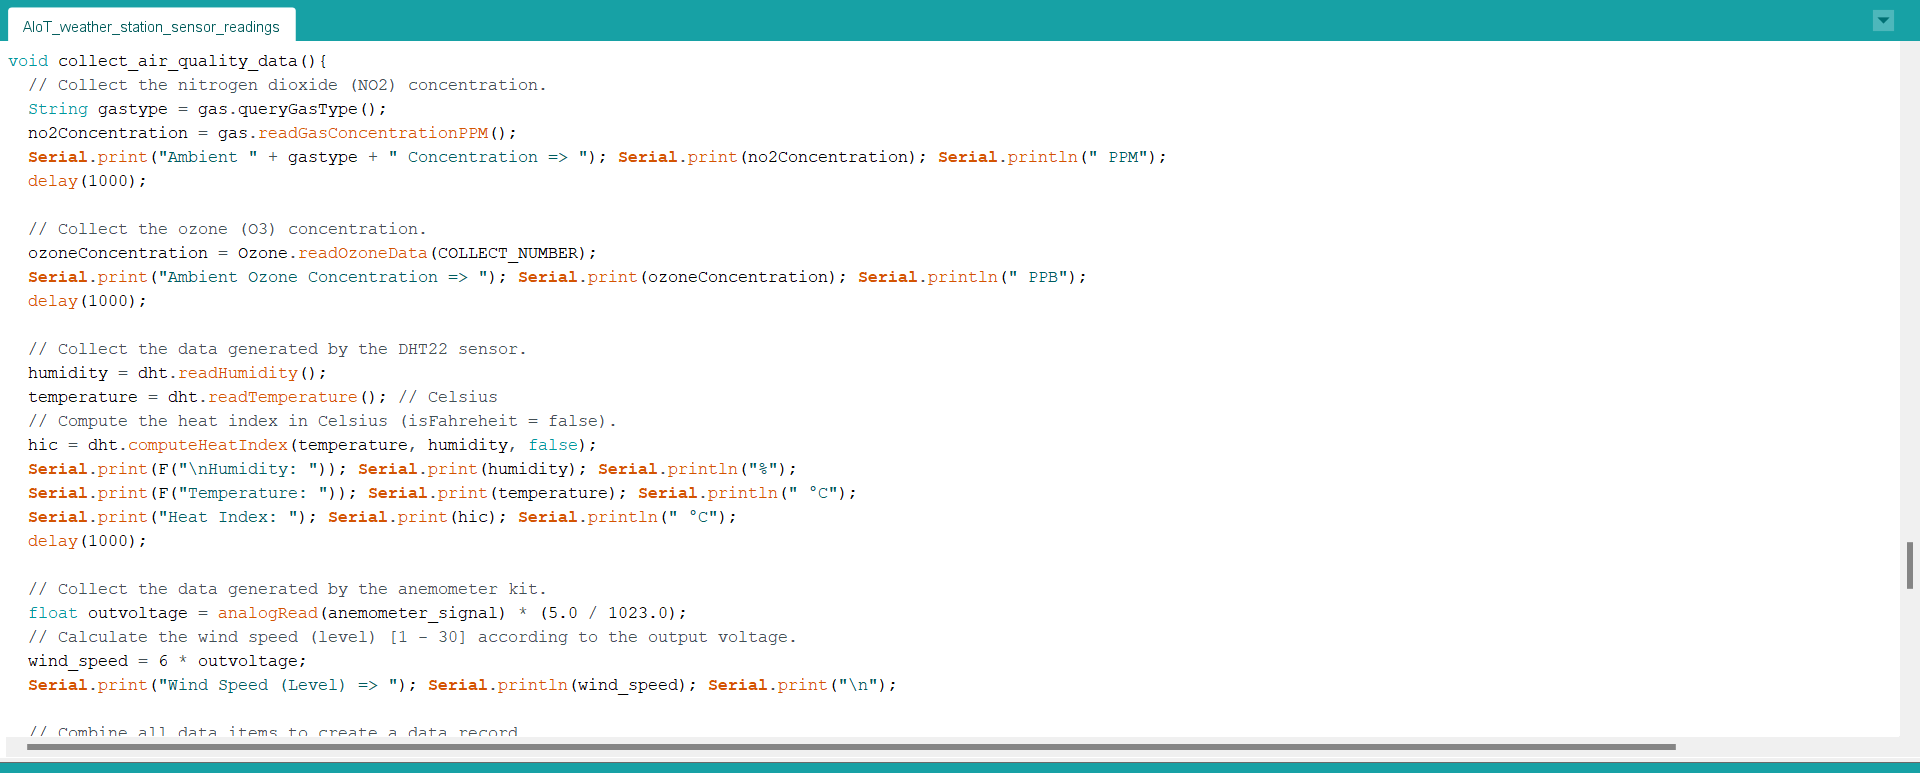 AIoT_weather_station_sensor_readings
void collect_air_quality_data(){
  // Collect the nitrogen dioxide (NO2) concentration.
  String gastype = gas.queryGasType();
  no2Concentration = gas.readGasConcentrationPPM();
  Serial.print("Ambient " + gastype + " Concentration => "); Serial.print(no2Concentration); Serial.println(" PPM");
  delay(1000);

  // Collect the ozone (O3) concentration.
  ozoneConcentration = Ozone.readOzoneData(COLLECT_NUMBER);
  Serial.print("Ambient Ozone Concentration => "); Serial.print(ozoneConcentration); Serial.println(" PPB");
  delay(1000);

  // Collect the data generated by the DHT22 sensor.
  humidity = dht.readHumidity();
  temperature = dht.readTemperature(); // Celsius
  // Compute the heat index in Celsius (isFahreheit = false).
  hic = dht.computeHeatIndex(temperature, humidity, false);
  Serial.print(F("\nHumidity: ")); Serial.print(humidity); Serial.println("%");
  Serial.print(F("Temperature: ")); Serial.print(temperature); Serial.println(" °C");
  Serial.print("Heat Index: "); Serial.print(hic); Serial.println(" °C");
  delay(1000);

  // Collect the data generated by the anemometer kit.
  float outvoltage = analogRead(anemometer_signal) * (5.0 / 1023.0);
  // Calculate the wind speed (level) [1 - 30] according to the output voltage.
  wind_speed = 6 * outvoltage;
  Serial.print("Wind Speed (Level) => "); Serial.println(wind_speed); Serial.print("\n");

  // Combine all data items to create a data record